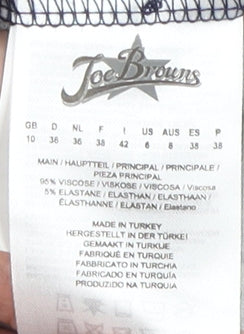 Joe Browns
GB D NL F I US AUS ES P
10 36 36 38 42 6 8 38 38
MAIN / HAUPTTEIL / PRINCIPAL / PRINCIPALE /
PIEZA PRINCIPAL
95% VISCOSE / VISKOSE / VISCOSA / Viscosa
5% ELASTANE / ELASTHAN / ELASTHAAN /
ÉLASTHANNE / ELASTAN / Elastano
MADE IN TURKEY
HERGESTELLT IN DER TÜRKEI
GEMAAKT IN TURKIJE
FABRIQUÉ EN TURQUIE
FABBRICATO IN TURCHIA
FABRICADO EN TURQUÍA
PRODUZIDO NA TURQUIA